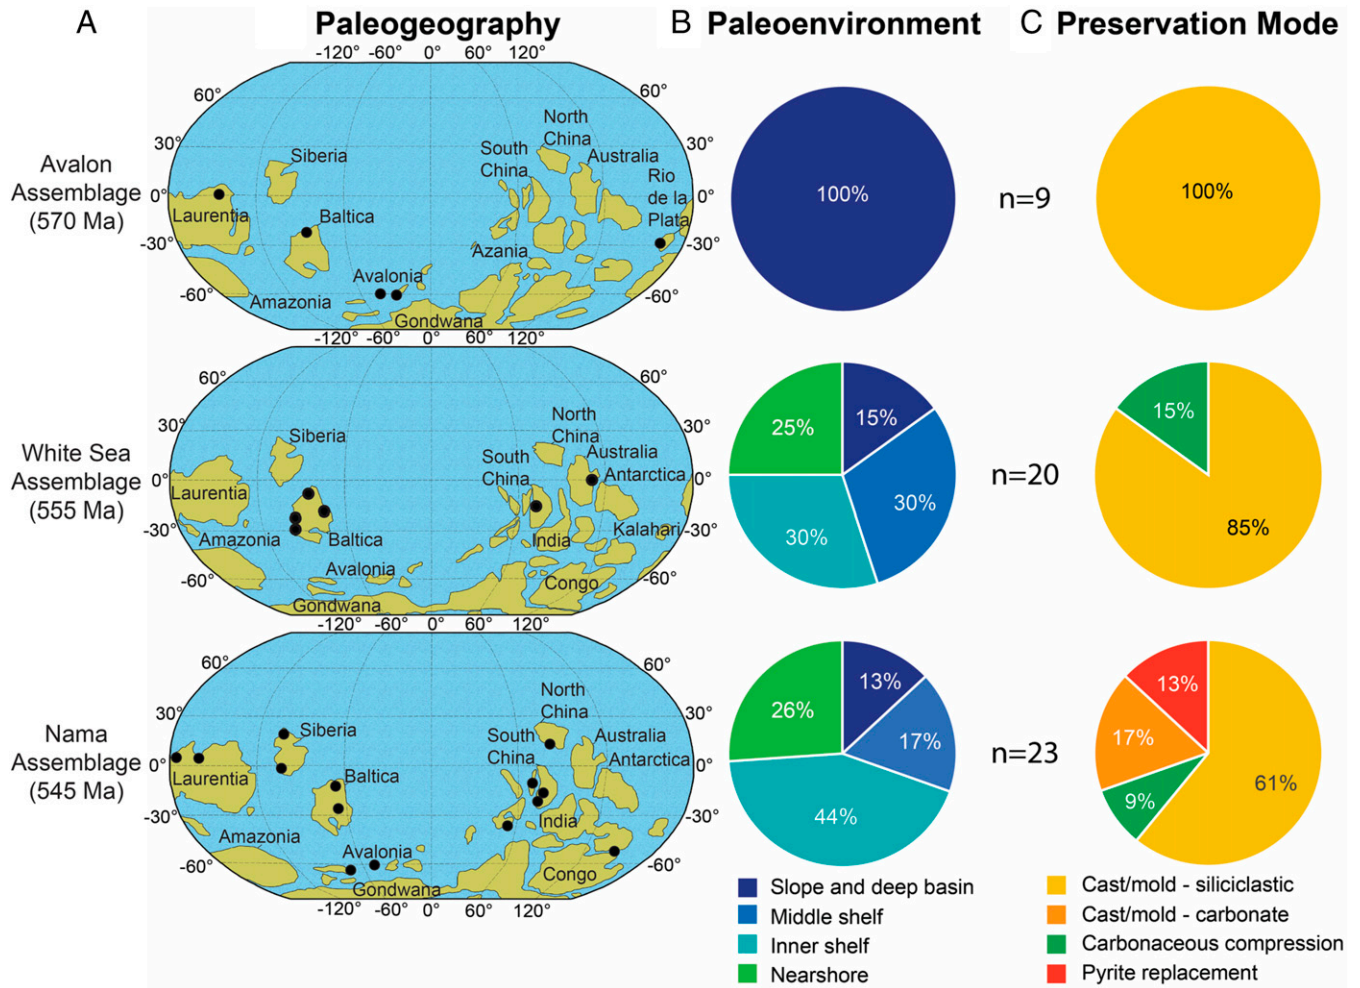 A
Paleogeography
B Paleoenvironment
C Preservation Mode
-120° -60° 0° 60° 120°
60° 60°
30° 30°
0° 0°
-30° -30°
-60° -60°
Avalon
Assemblage
(570 Ma)
Siberia
Laurentia
Baltica
Avalonia
Amazonia
Gondwana
North
China
South
China
Australia
Rio
de la
Plata
Azania
100%
n=9
100%
-120° -60° 0° 60° 120°
60° 60°
30° 30°
0° 0°
-30° -30°
-60° -60°
White Sea
Assemblage
(555 Ma)
Siberia
Laurentia
Amazonia
Baltica
Avalonia
Gondwana
North
China
South
China
Australia
Antarctica
Kalahari
India
Congo
15%
30%
30%
25%
n=20
15%
85%
-120° -60° 0° 60° 120°
60° 60°
30° 30°
0° 0°
-30° -30°
-60° -60°
Nama
Assemblage
(545 Ma)
Siberia
Laurentia
Baltica
Amazonia
Avalonia
Gondwana
North
China
South
China
Australia
Antarctica
India
Congo
-120° -60° 0° 60° 120°
13%
17%
44%
26%
n=23
13%
17%
9%
61%
Slope and deep basin
Middle shelf
Inner shelf
Nearshore
Cast/mold - siliciclastic
Cast/mold - carbonate
Carbonaceous compression
Pyrite replacement